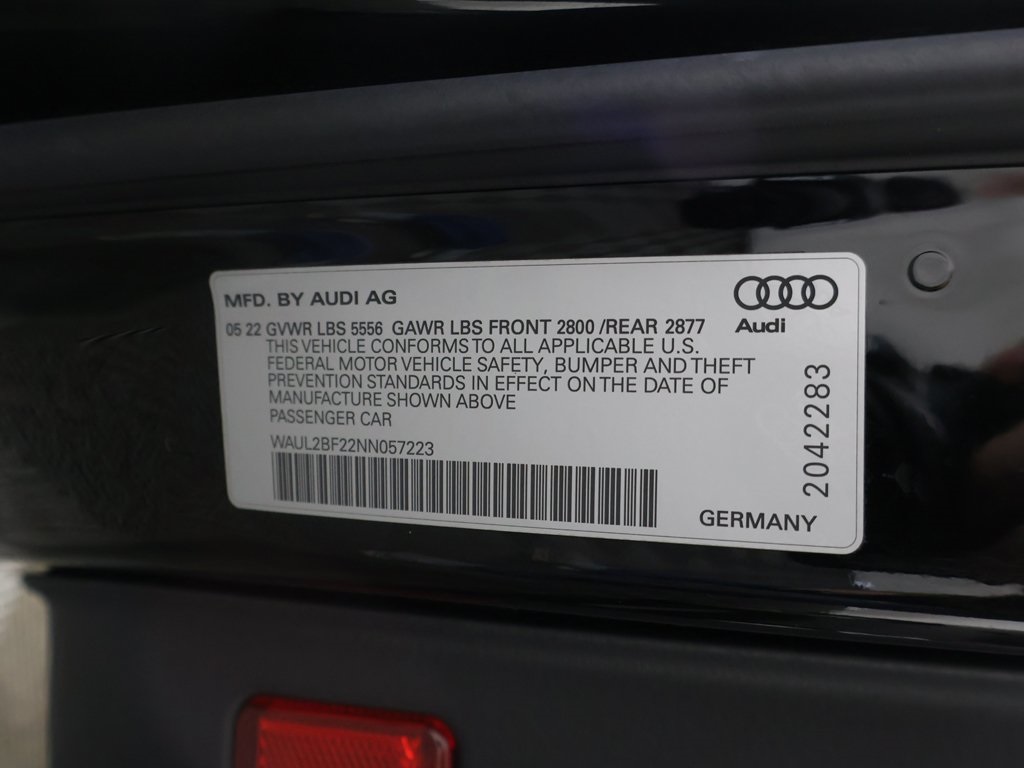 MFD. BY AUDI AG
Audi
05 22 GVWR LBS 5556 GAWR LBS FRONT 2800 /REAR 2877
THIS VEHICLE CONFORMS TO ALL APPLICABLE U.S.
FEDERAL MOTOR VEHICLE SAFETY, BUMPER AND THEFT
PREVENTION STANDARDS IN EFFECT ON THE DATE OF
MANUFACTURE SHOWN ABOVE
PASSENGER CAR
WAUL2BF22NN057223
2042283
GERMANY